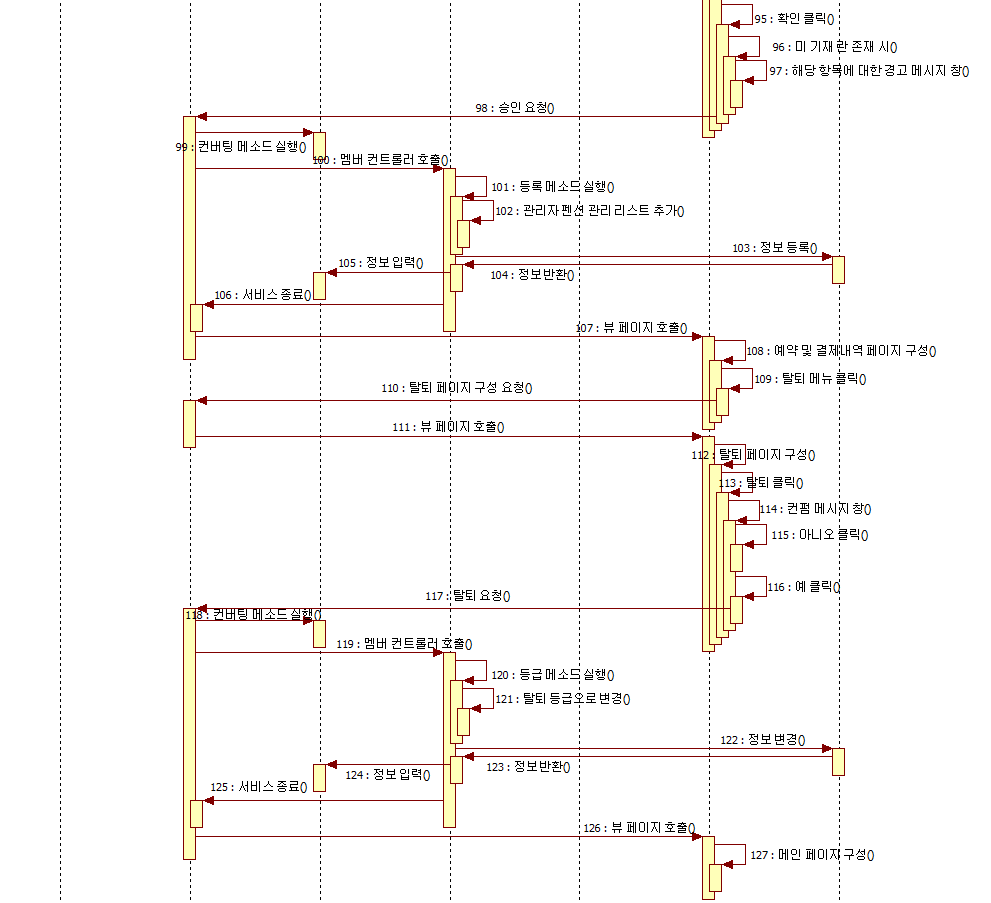 95 : 확인 클릭()
96 : 미 기재 란 존재 시()
97 : 해당 항목에 대한 경고 메시지 창()
98 : 승인 요청()
99 : 컨버팅 메소드 실행()
100 : 멤버 컨트롤러 호출()
101 : 등록 메소드 실행()
102 : 관리자 펜션 관리 리스트 추가()
103 : 정보 등록()
104 : 정보 반환()
105 : 정보 입력()
106 : 서비스 종료()
107 : 뷰 페이지 호출()
108 : 예약 및 결제내역 페이지 구성()
109 : 탈퇴 메뉴 클릭()
110 : 탈퇴 페이지 구성 요청()
111 : 뷰 페이지 호출()
112 : 탈퇴 페이지 구성()
113 : 탈퇴 클릭()
114 : 컨펌 메시지 창()
115 : 아니오 클릭()
116 : 예 클릭()
117 : 탈퇴 요청()
118 : 컨버팅 메소드 실행()
119 : 멤버 컨트롤러 호출()
120 : 등급 메소드 실행()
121 : 탈퇴 등급으로 변경()
122 : 정보 변경()
123 : 정보 반환()
124 : 정보 입력()
125 : 서비스 종료()
126 : 뷰 페이지 호출()
127 : 메인 페이지 구성()